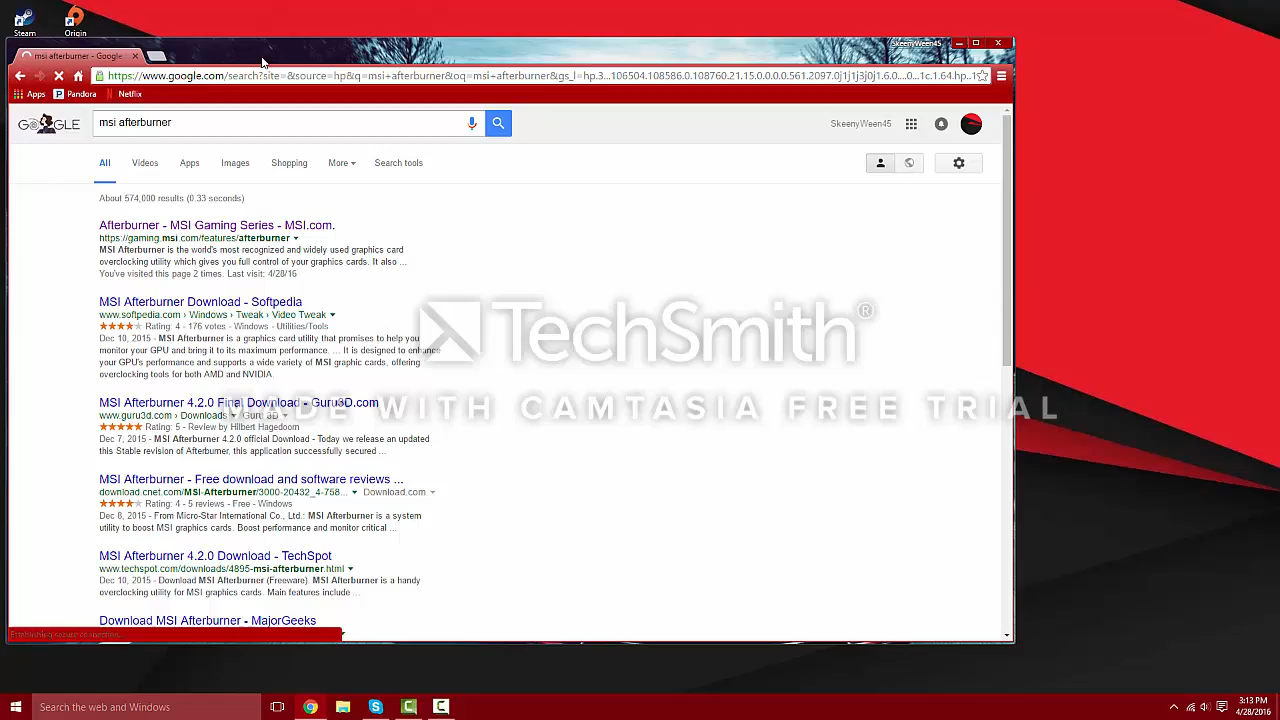 Steam
Origin
msi afterburner - Google
SkeenyWeen45
https://www.google.com/search?site=&source=hp&q=msi+afterburner&oq=msi+afterburner&gs_l=hp.3...106504.108586.0.108760.21.15.0.0.0.0.561.2097.0j1j1j3j0j1.6.0....0...1c.1.64.hp..1
Apps
Pandora
Netflix
GOOGLE
msi afterburner
SkeenyWeen45
All
Videos
Apps
Images
Shopping
More
Search tools
About 574,000 results (0.33 seconds)
Afterburner - MSI Gaming Series - MSI.com.
https://gaming.msi.com/features/afterburner
MSI Afterburner is the world's most recognized and widely used graphics card
overclocking utility which gives you full control of your graphics cards. It also ...
You've visited this page 2 times. Last visit: 4/28/16
MSI Afterburner Download - Softpedia
www.softpedia.com › Windows › Tweak › Video Tweak
Rating: 4 - 176 votes - Windows - Utilities/Tools
Dec 10, 2015 - MSI Afterburner is a graphics card utility that promises to help you
monitor your GPU and bring it to its maximum performance. ... It is designed to enhance
your GPU's performance and supports a wide variety of MSI graphic cards, offering
overclocking tools for both AMD and NVIDIA.
TechSmith®
MADE WITH CAMTASIA FREE TRIAL
MSI Afterburner 4.2.0 Final Download - Guru3D.com
www.guru3d.com › Downloads › Guru 3D
Rating: 5 - Review by Hilbert Hagedoorn
Dec 7, 2015 - MSI Afterburner 4.2.0 official Download - Today we release an updated
this Stable revision of Afterburner, this application successfully secured ...
MSI Afterburner - Free download and software reviews ...
download.cnet.com/MSI-Afterburner/3000-20432_4-758... Download.com
Rating: 4 - 5 reviews - Free - Windows
Dec 8, 2015 - From Micro-Star International Co., Ltd.: MSI Afterburner is a system
utility to boost MSI graphics cards. Boost performance and monitor critical ...
MSI Afterburner 4.2.0 Download - TechSpot
www.techspot.com/downloads/4895-msi-afterburner.html
Dec 10, 2015 - Download MSI Afterburner (Freeware). MSI Afterburner is a handy
overclocking utility for MSI graphics cards. Main features include ...
Download MSI Afterburner - MajorGeeks
Establishing secure connection...
Search the web and Windows
3:13 PM
4/28/2016